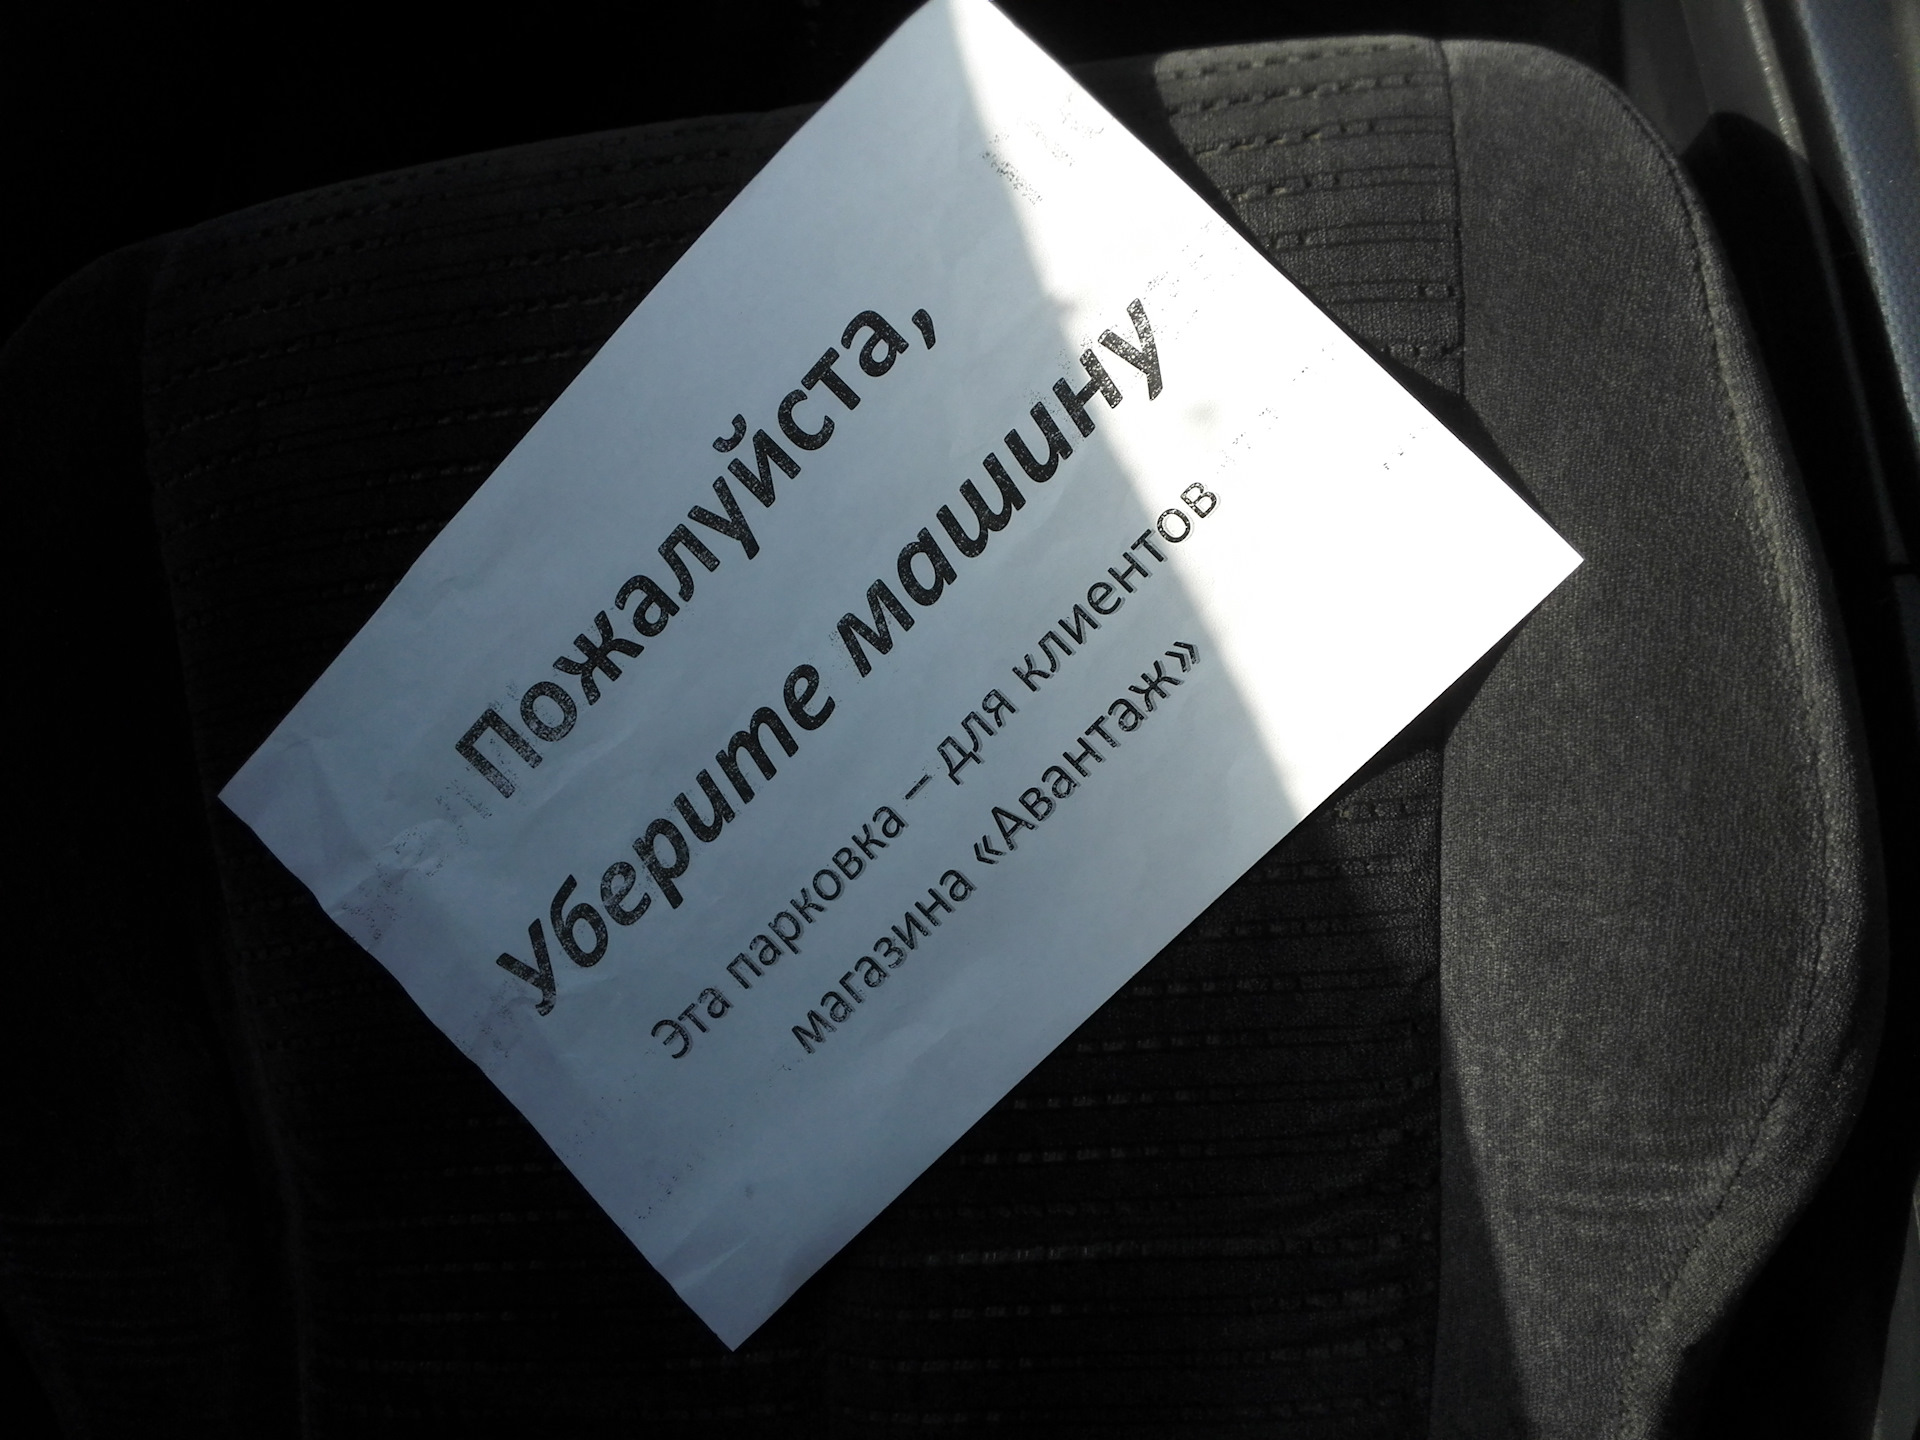 Пожалуйста,
Уберите машину
Эта парковка – для клиентов
магазина «Авантаж»